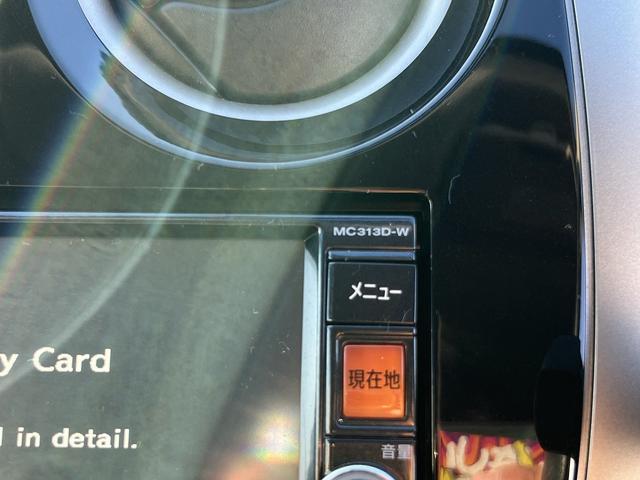 MC313D-W
メニュー
y Card
現在地
in detail.
音量